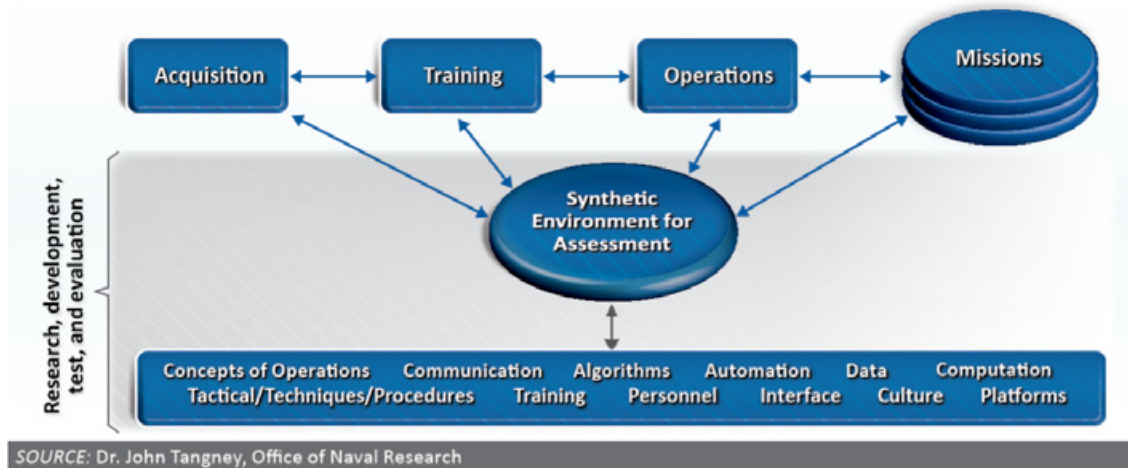 Acquisition
Training
Operations
Missions
Synthetic
Environment for
Assessment
Research, development,
test, and evaluation
Concepts of Operations Communication Algorithms Automation Data Computation
Tactical/Techniques/Procedures Training Personnel Interface Culture Platforms
SOURCE: Dr. John Tangney, Office of Naval Research